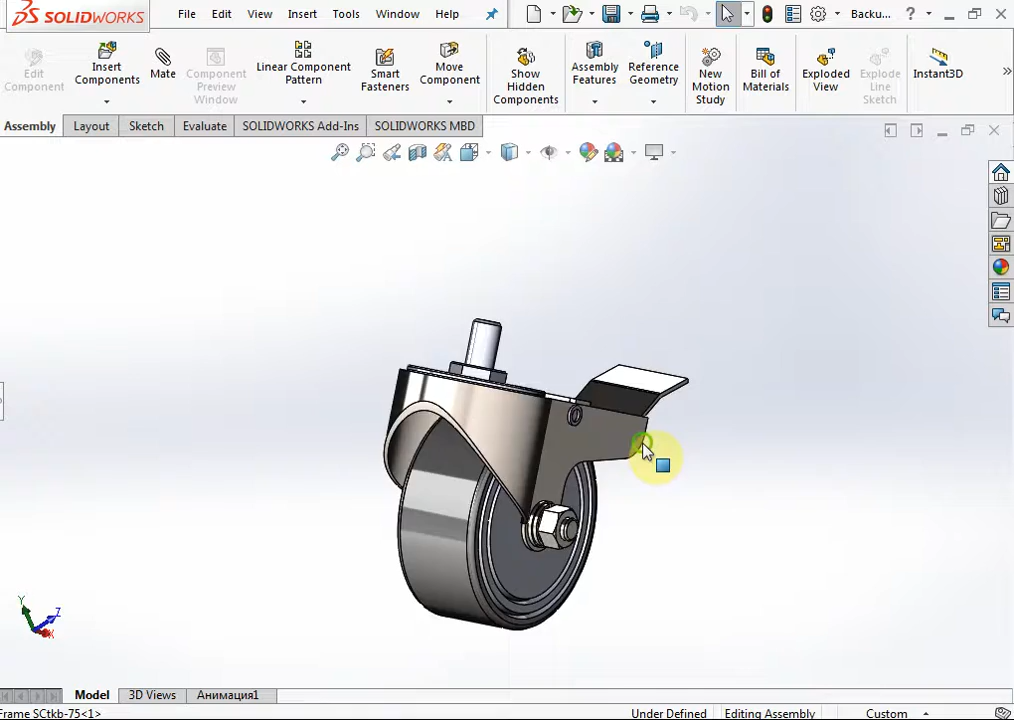 SOLIDWORKS File Edit View Insert Tools Window Help Backu... ?
Edit Component
Insert Components
Mate
Component Preview Window
Linear Component Pattern
Smart Fasteners
Move Component
Show Hidden Components
Assembly Features
Reference Geometry
New Motion Study
Bill of Materials
Exploded View
Explode Line Sketch
Instant3D
»
Assembly Layout Sketch Evaluate SOLIDWORKS Add-Ins SOLIDWORKS MBD
Y
Z
X
Model 3D Views Анимация1
Frame SCtkb-75<1> Under Defined Editing Assembly Custom